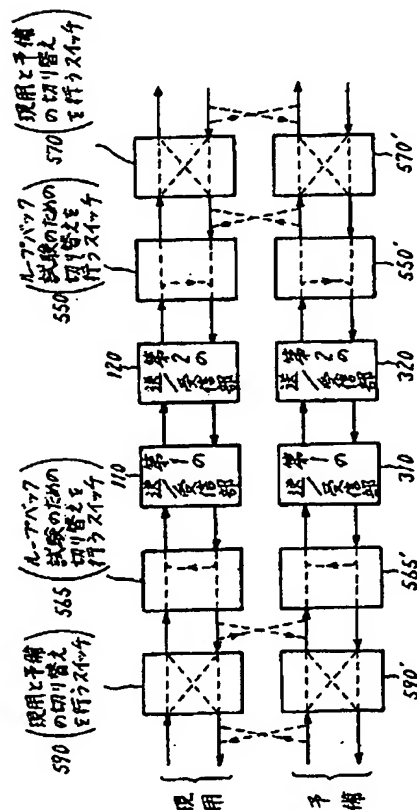 590
(現用と予備
の切り替え
を行うスイッチ)
565
(ループバック
試験のための
切り替えを
行うスイッチ)
110
第1の
送/受信部
120
第2の
送/受信部
550
(ループバック
試験のための
切り替えを
行うスイッチ)
570
(現用と予備
の切り替え
を行うスイッチ)
現用
予備
590'
565'
310
第1の
送/受信部
320
第2の
送/受信部
550'
570'